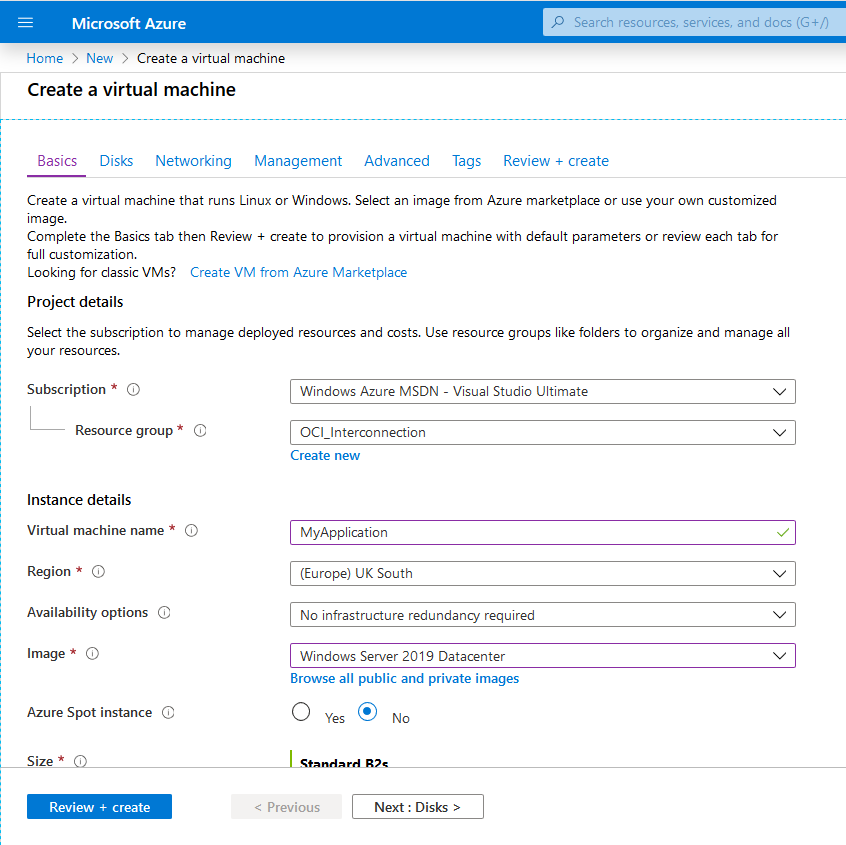 Microsoft Azure
Search resources, services, and docs (G+/)
Home > New > Create a virtual machine
Create a virtual machine
Basics Disks Networking Management Advanced Tags Review + create
Create a virtual machine that runs Linux or Windows. Select an image from Azure marketplace or use your own customized
image.
Complete the Basics tab then Review + create to provision a virtual machine with default parameters or review each tab for
full customization.
Looking for classic VMs? Create VM from Azure Marketplace
Project details
Select the subscription to manage deployed resources and costs. Use resource groups like folders to organize and manage all
your resources.
Subscription * Windows Azure MSDN - Visual Studio Ultimate
Resource group * OCI_Interconnection
Create new
Instance details
Virtual machine name * MyApplication
Region * (Europe) UK South
Availability options No infrastructure redundancy required
Image * Windows Server 2019 Datacenter
Browse all public and private images
Azure Spot instance Yes No
Size * Standard B2s
Review + create < Previous Next : Disks >